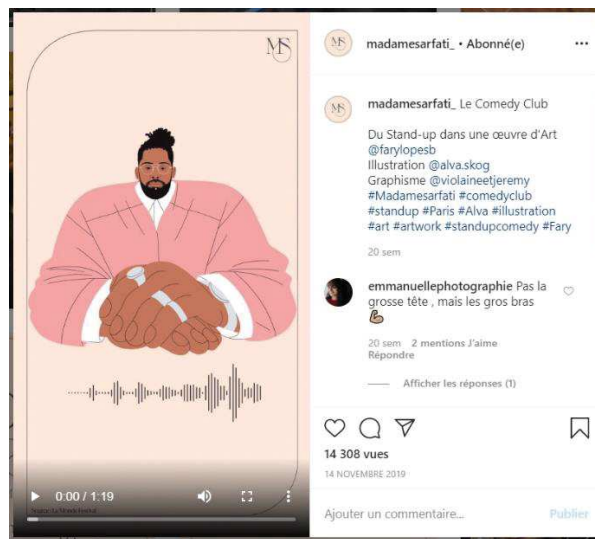 MS
MS
madamesarfati_ • Abonné(e)
MS
madamesarfati_ Le Comedy Club
Du Stand-up dans une œuvre d'Art
@farylopesb
Illustration @alva.skog
Graphisme @violaineetjeremy
#Madamesarfati #comedyclub
#standup #Paris #Alva #illustration
#art #artwork #standupcomedy #Fary
20 sem
emmanuellephotographie Pas la
grosse tête , mais les gros bras
💪🏼
20 sem 2 mentions J'aime
Répondre
Afficher les réponses (1)
14 308 vues
14 NOVEMBRE 2019
0:00 / 1:19
Ajouter un commentaire...
Publier